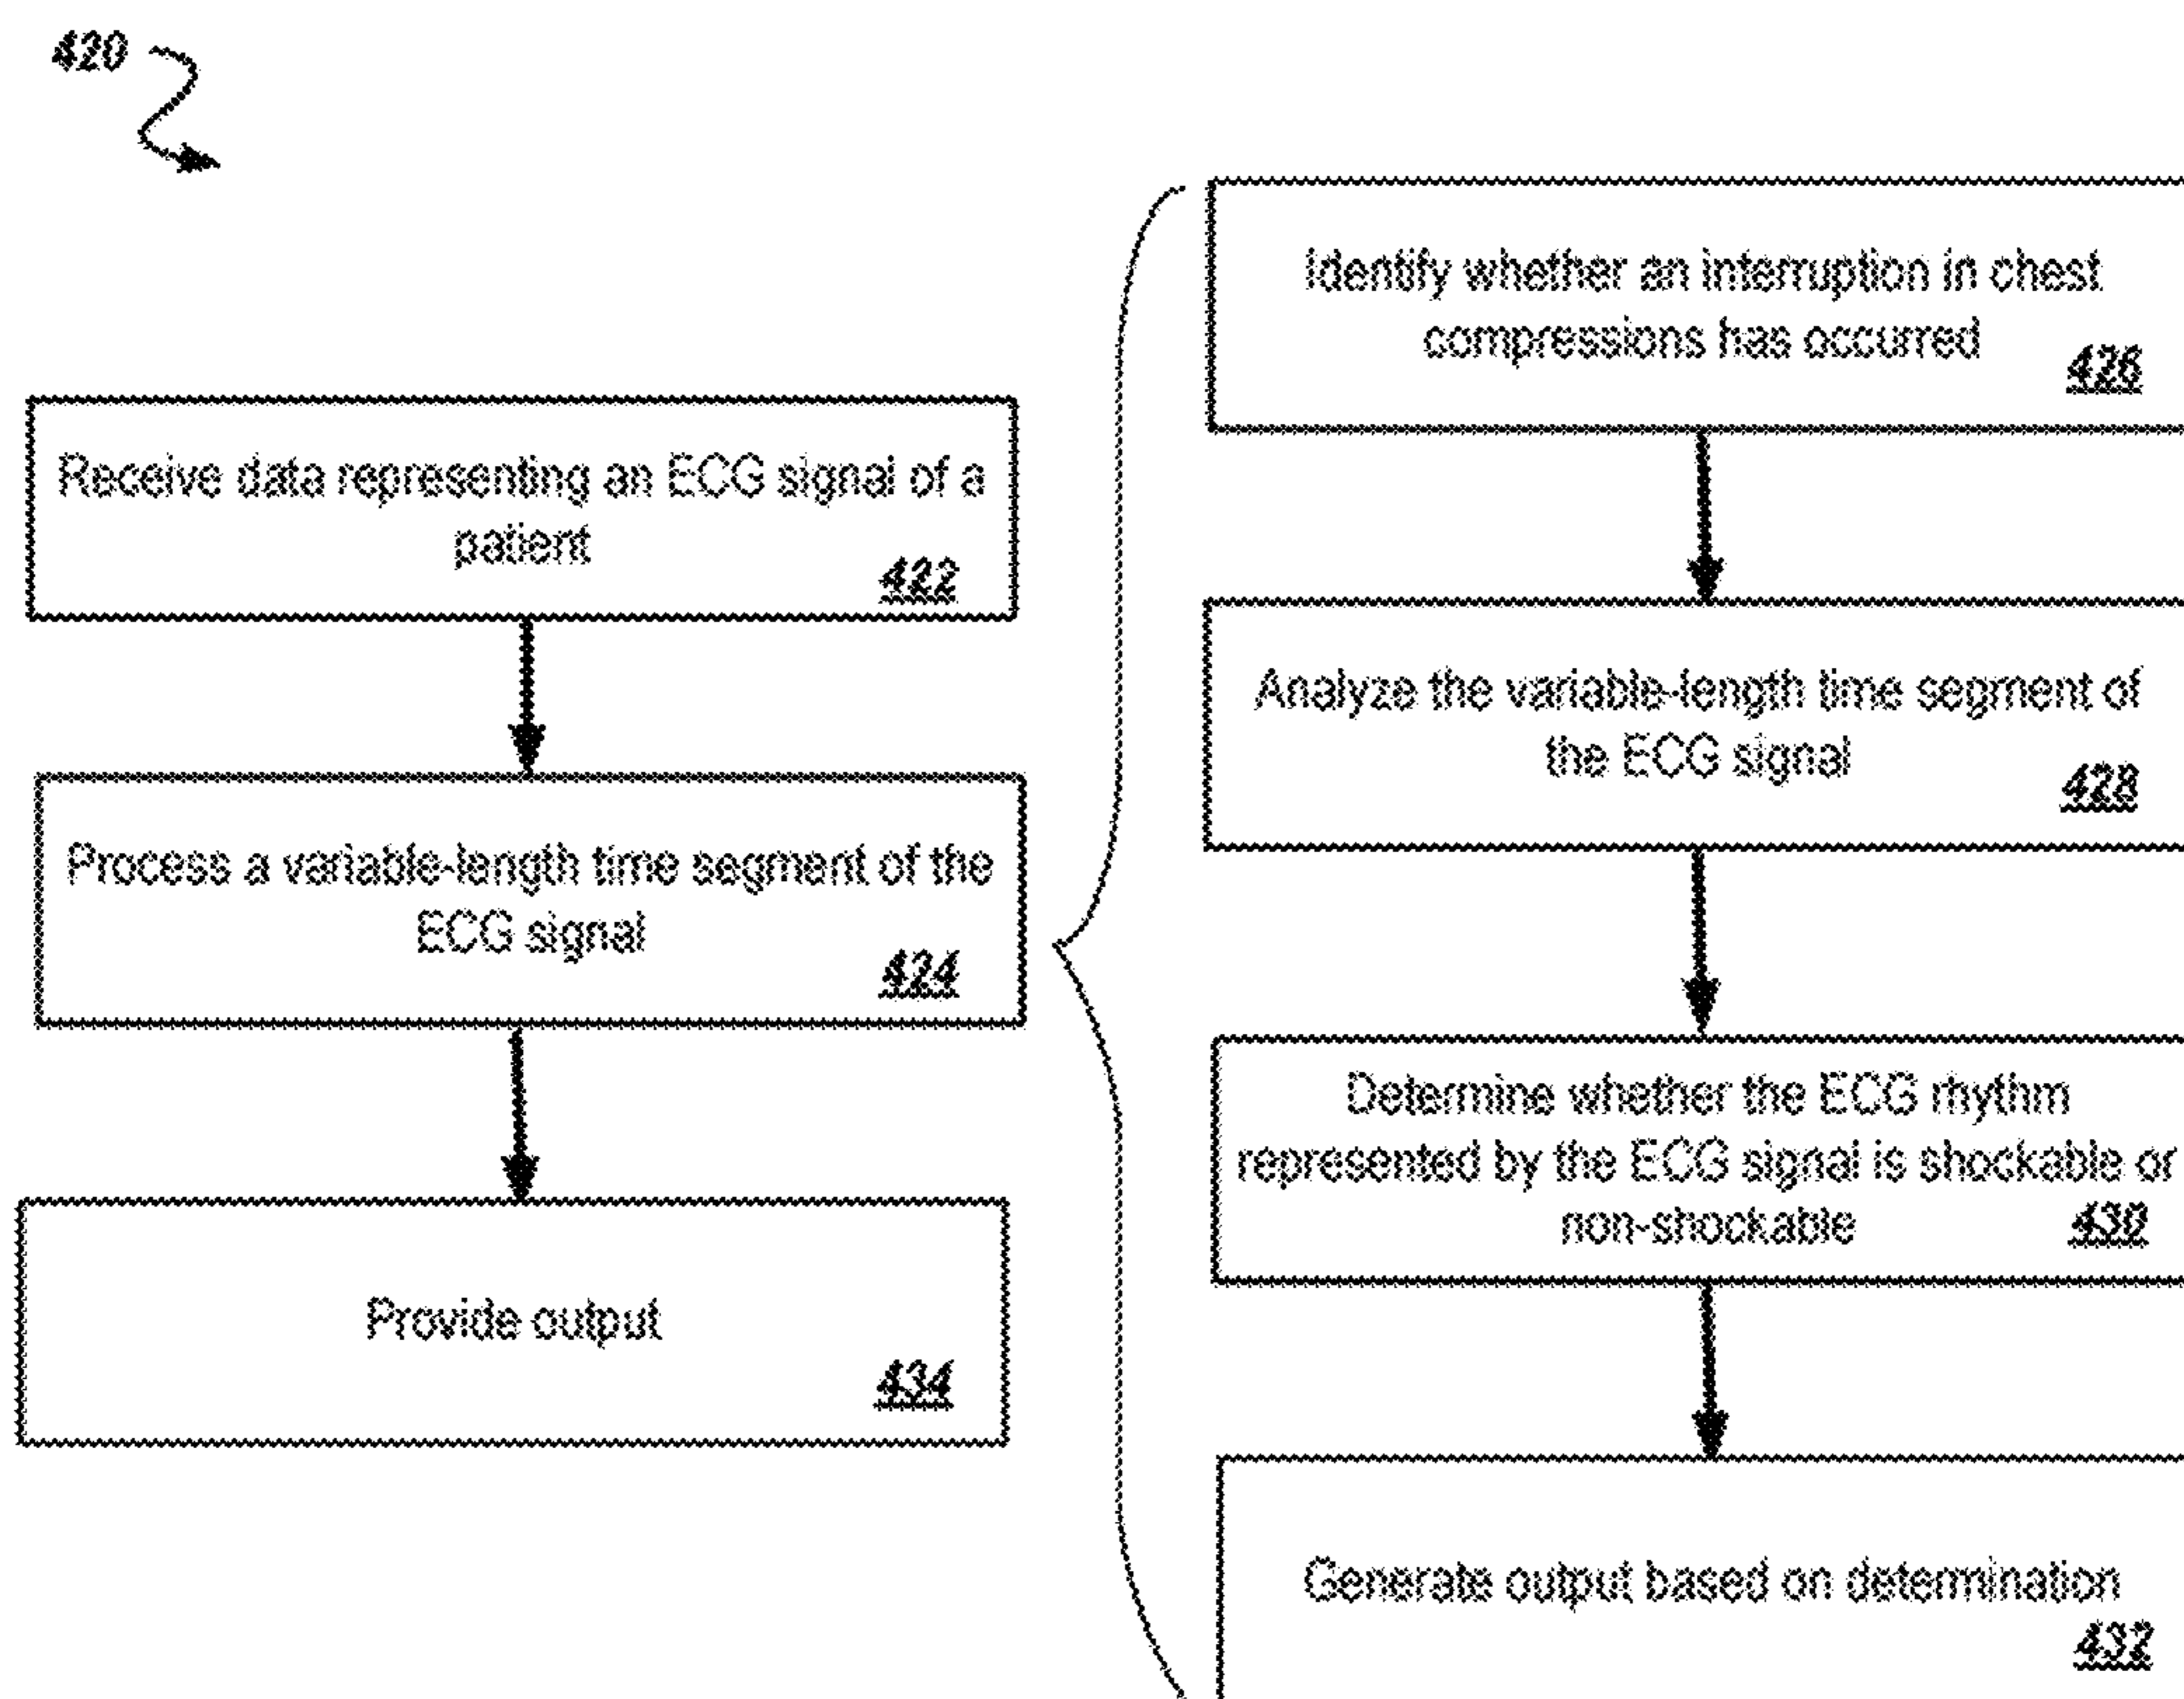 420
Receive data representing an ECG signal of a
patient
422
Process a variable-length time segment of the
ECG signal
424
Provide output
434
Identify whether an interruption in chest
compressions has occurred
426
Analyze the variable-length time segment of
the ECG signal
428
Determine whether the ECG rhythm
represented by the ECG signal is shockable or
non-shockable
430
Generate output based on determination
432